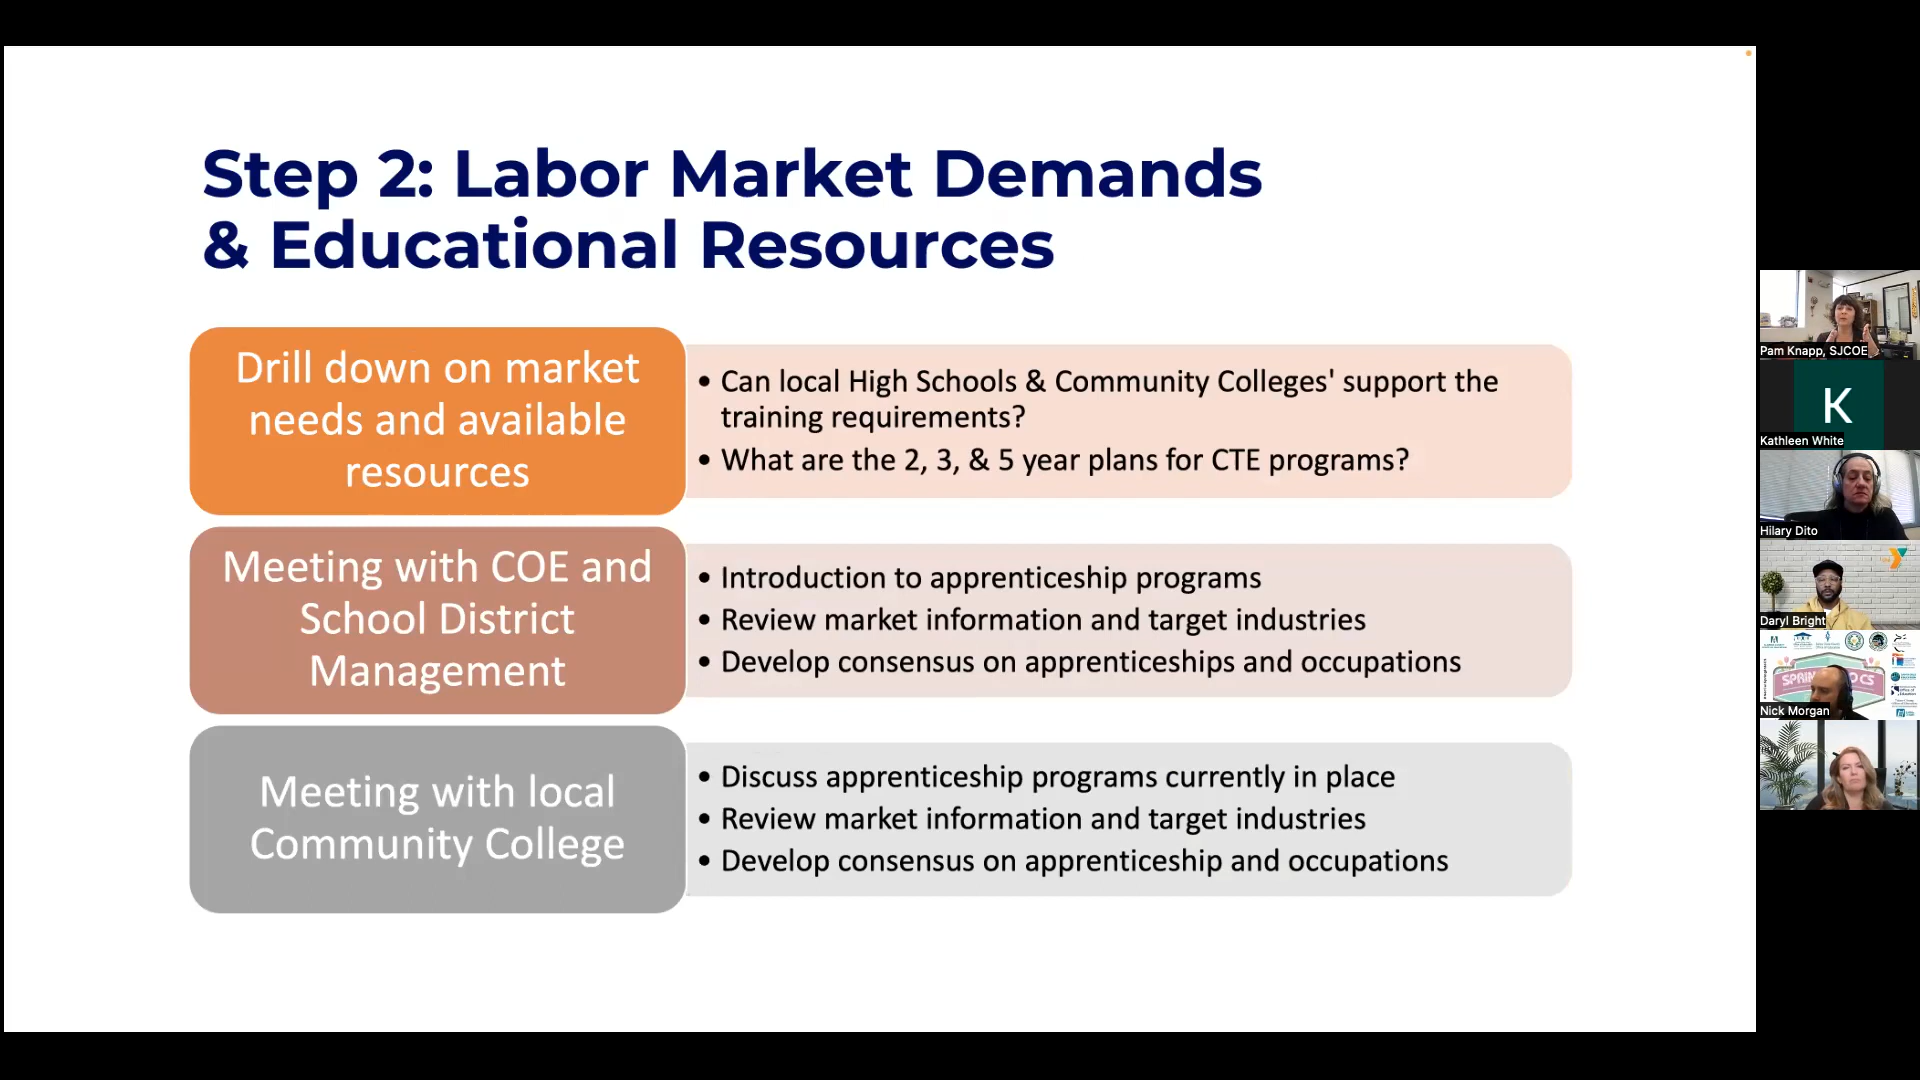 Step 2: Labor Market Demands
& Educational Resources
Drill down on market
needs and available
resources
• Can local High Schools & Community Colleges' support the
training requirements?
• What are the 2, 3, & 5 year plans for CTE programs?
Meeting with COE and
School District
Management
• Introduction to apprenticeship programs
• Review market information and target industries
• Develop consensus on apprenticeships and occupations
Meeting with local
Community College
• Discuss apprenticeship programs currently in place
• Review market information and target industries
• Develop consensus on apprenticeship and occupations
Pam Knapp, SJCOE
K
Kathleen White
Hilary Dito
Daryl Bright
Nick Morgan